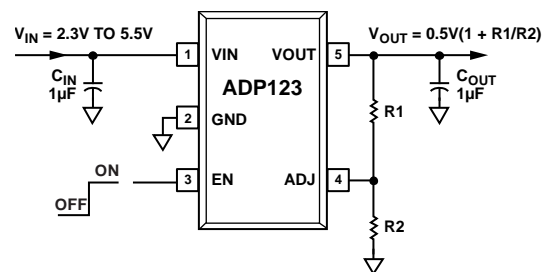 V_IN = 2.3V TO 5.5V
V_OUT = 0.5V(1 + R1/R2)
1
VIN
VOUT
5
C_IN
1µF
ADP123
C_OUT
1µF
2
GND
R1
ON
3
EN
ADJ
4
OFF
R2